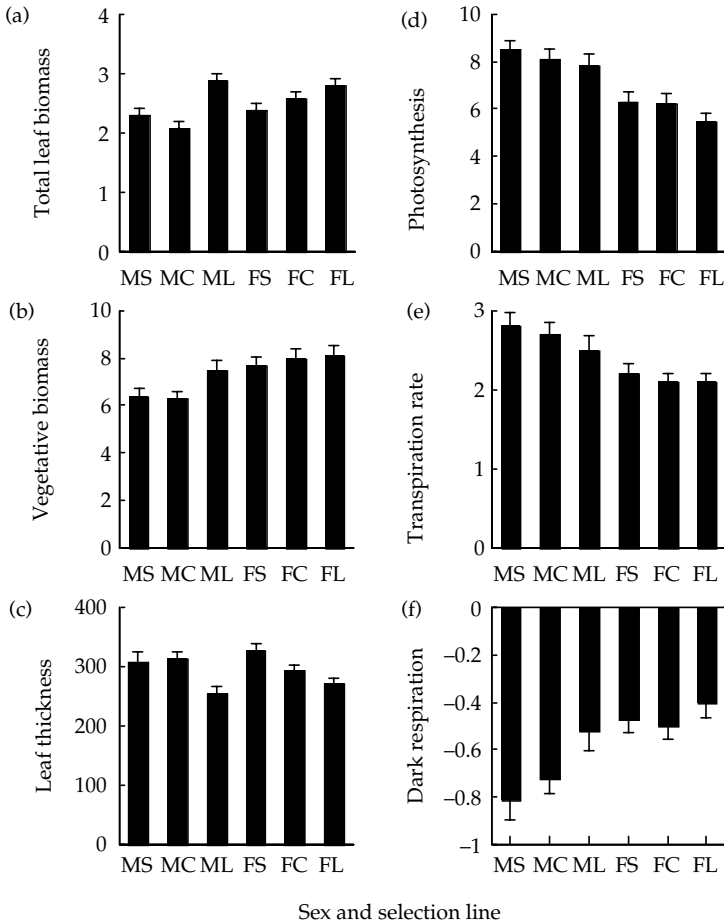 (a)
Total leaf biomass
4
3
2
1
0
MS MC ML FS FC FL
(b)
Vegetative biomass
10
8
6
4
2
0
MS MC ML FS FC FL
(c)
Leaf thickness
400
300
200
100
0
MS MC ML FS FC FL
(d)
Photosynthesis
10
8
6
4
2
0
MS MC ML FS FC FL
(e)
Transpiration rate
3
2
1
0
MS MC ML FS FC FL
(f)
Dark respiration
0
–0.2
–0.4
–0.6
–0.8
–1
MS MC ML FS FC FL
Sex and selection line